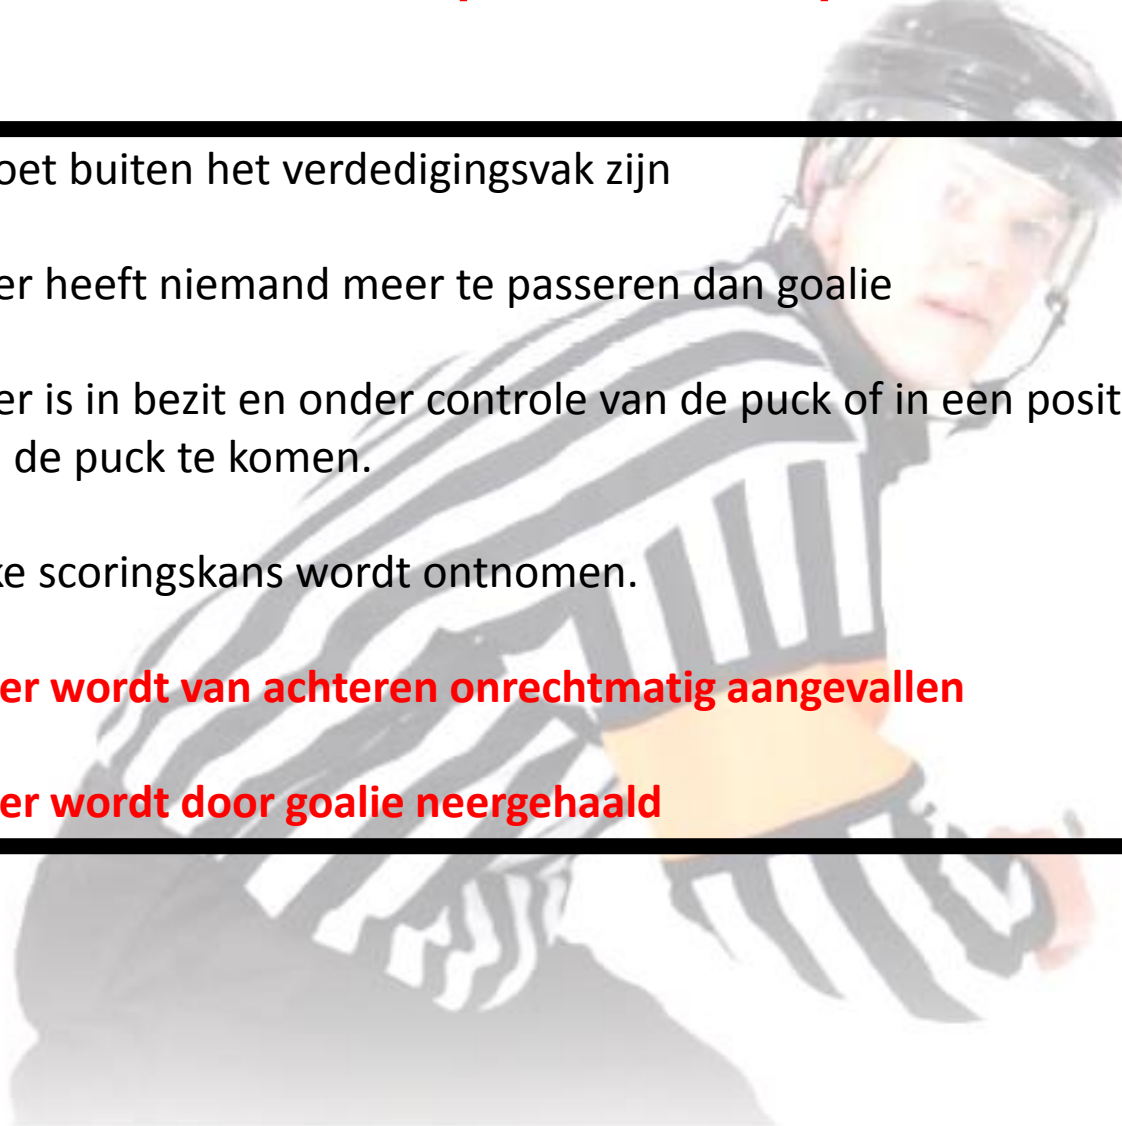 oet buiten het verdedigingsvak zijn
er heeft niemand meer te passeren dan goalie
er is in bezit en onder controle van de puck of in een posit
de puck te komen.
ke scoringskans wordt ontnomen.
er wordt van achteren onrechtmatig aangevallen
er wordt door goalie neergehaald